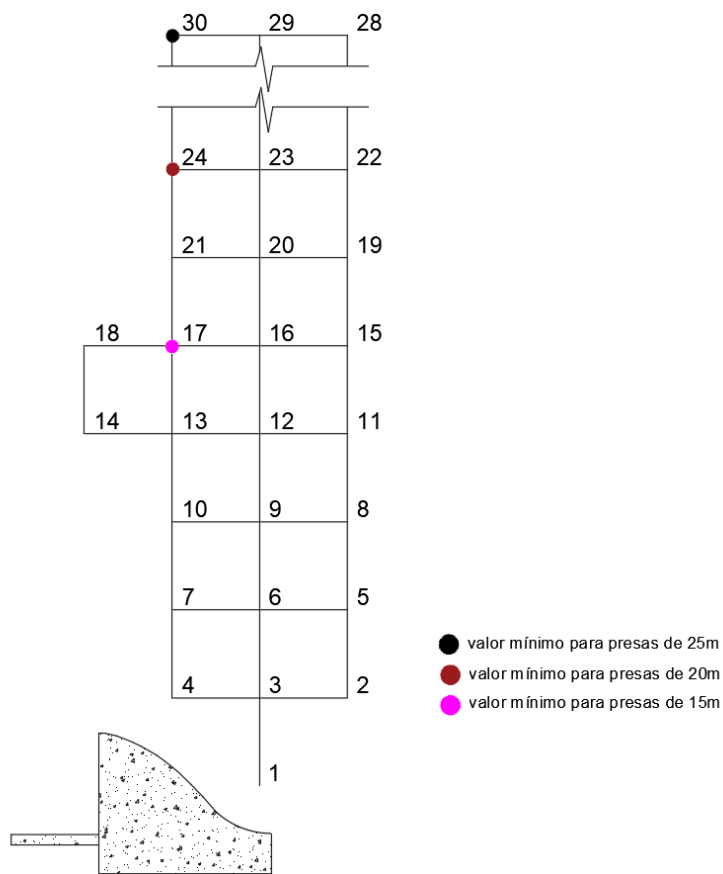 30 29 28
24 23 22
21 20 19
18 17 16 15
14 13 12 11
10 9 8
7 6 5
valor mínimo para presas de 25m
valor mínimo para presas de 20m
4 3 2
valor mínimo para presas de 15m
1